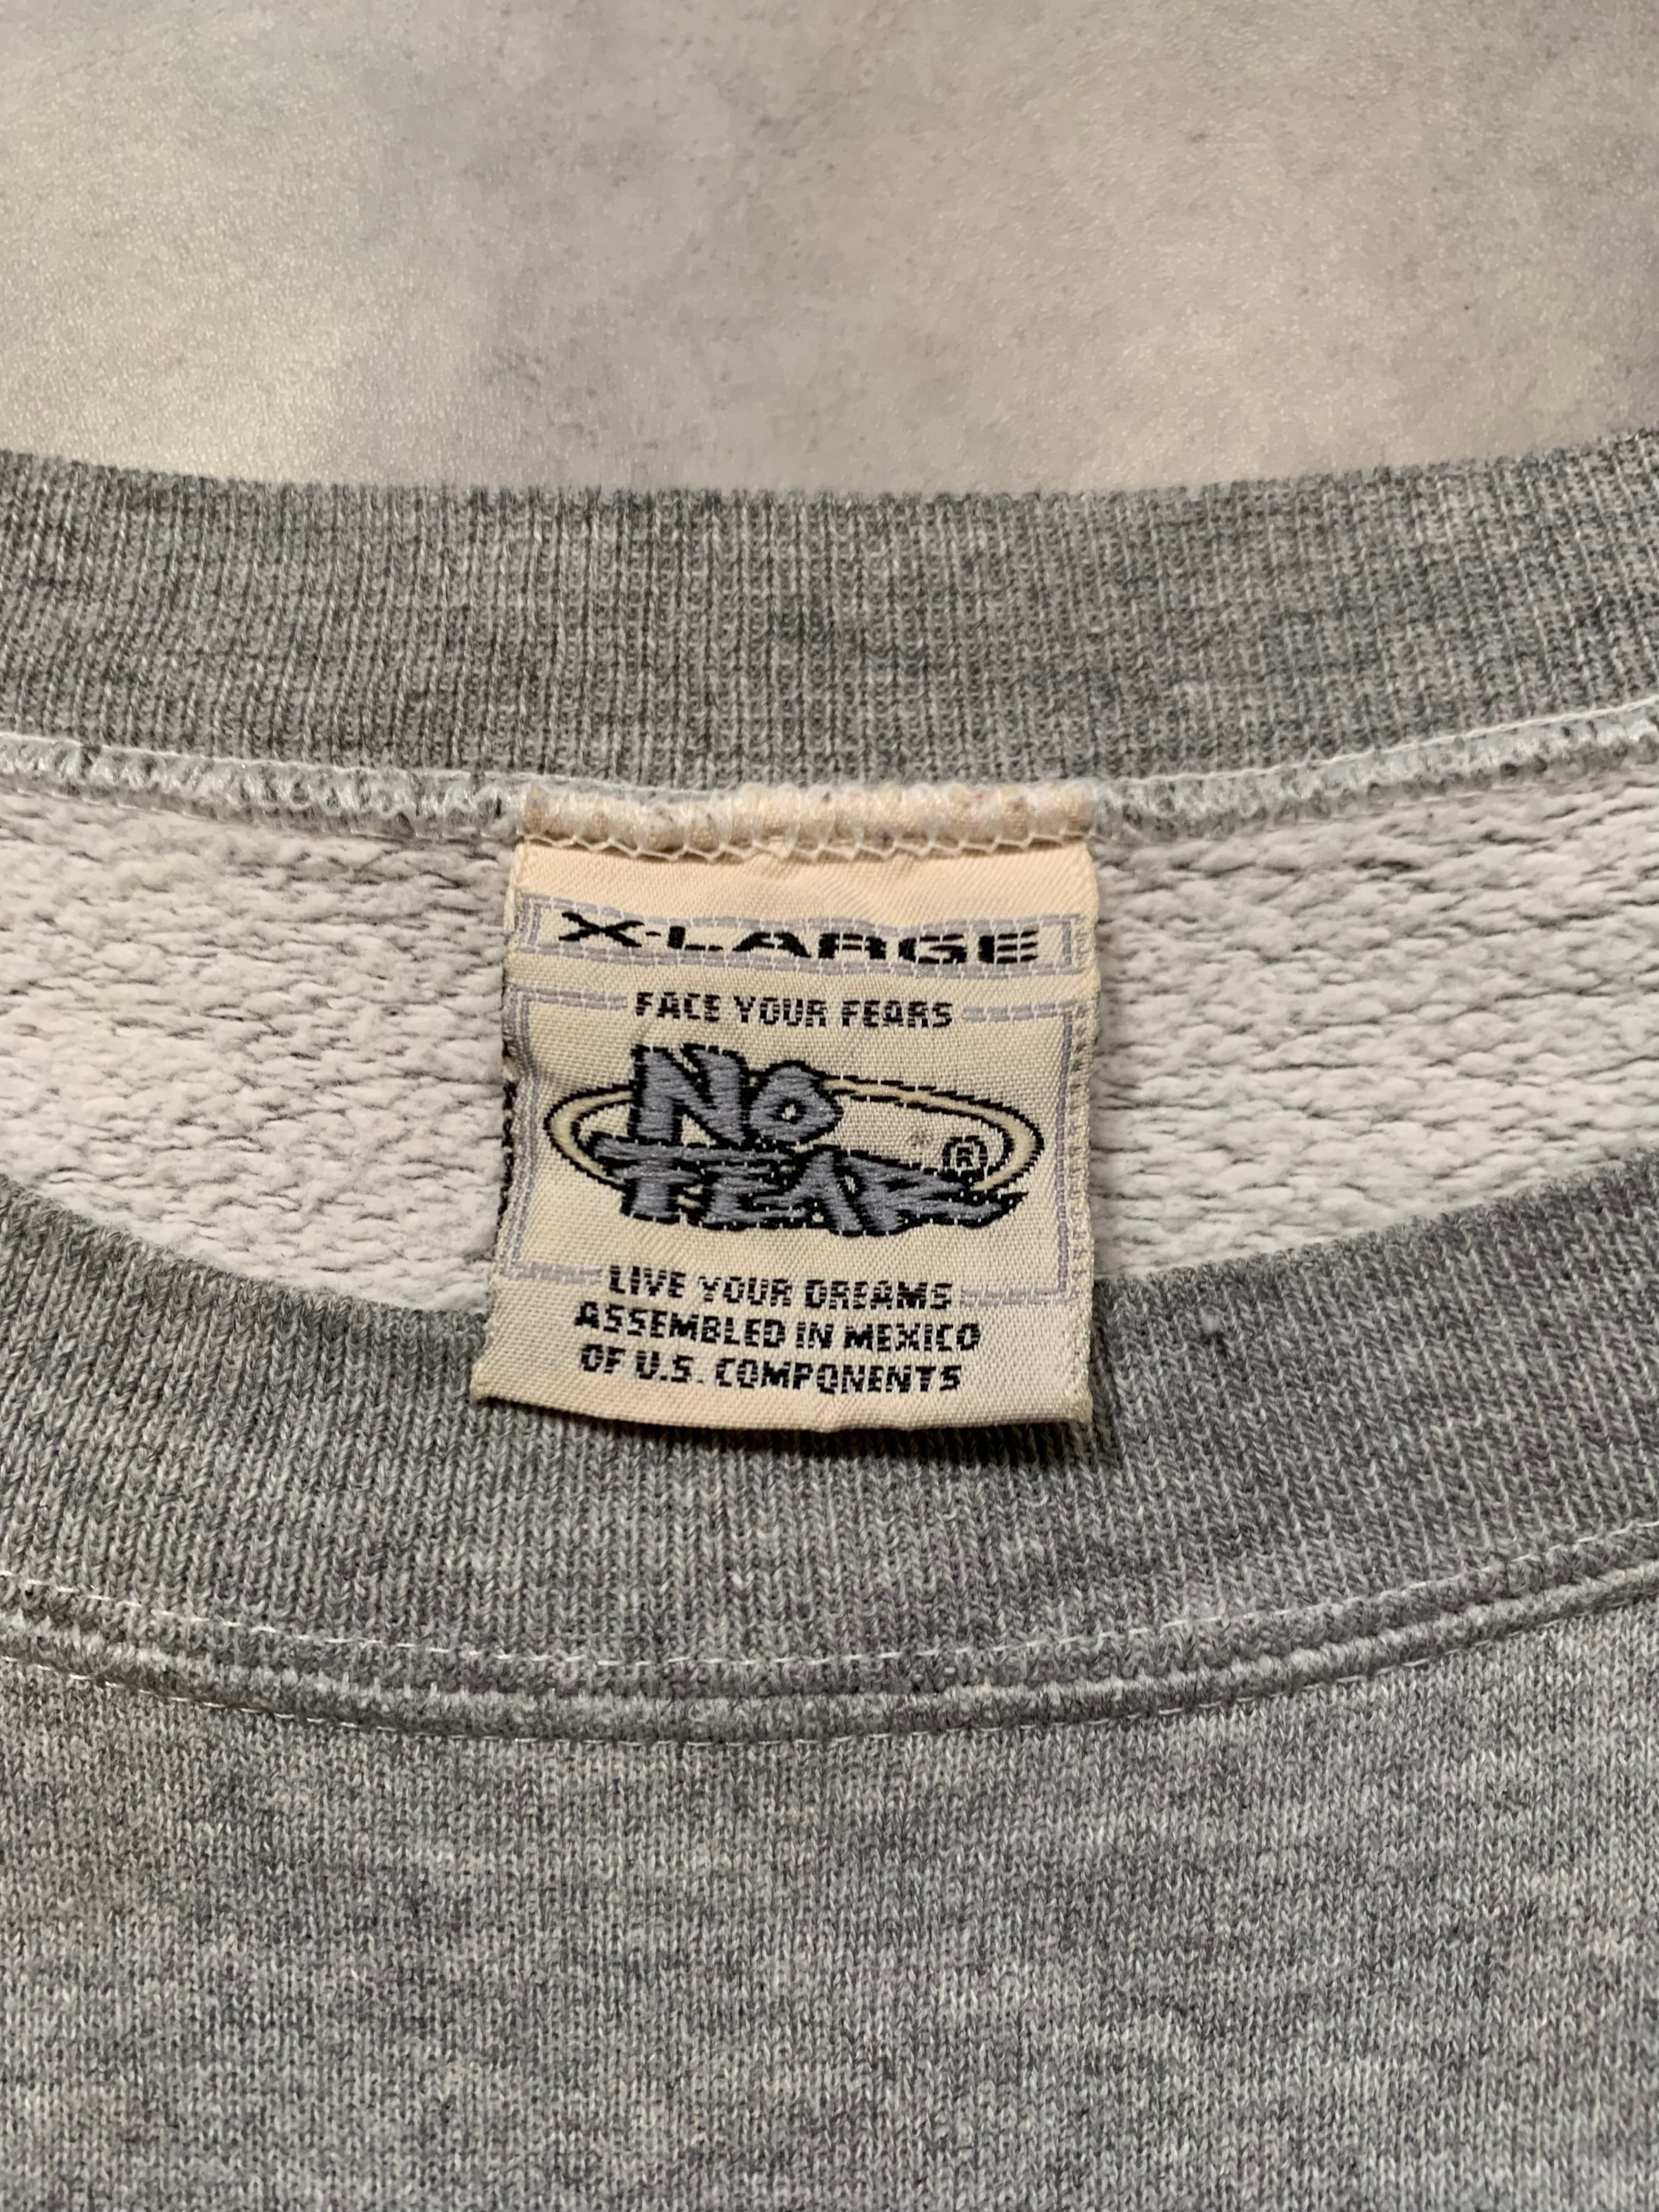 X-LARGE
FACE YOUR FEARS
NO
FEAR ®
LIVE YOUR DREAMS
ASSEMBLED IN MEXICO
OF U.S. COMPONENTS